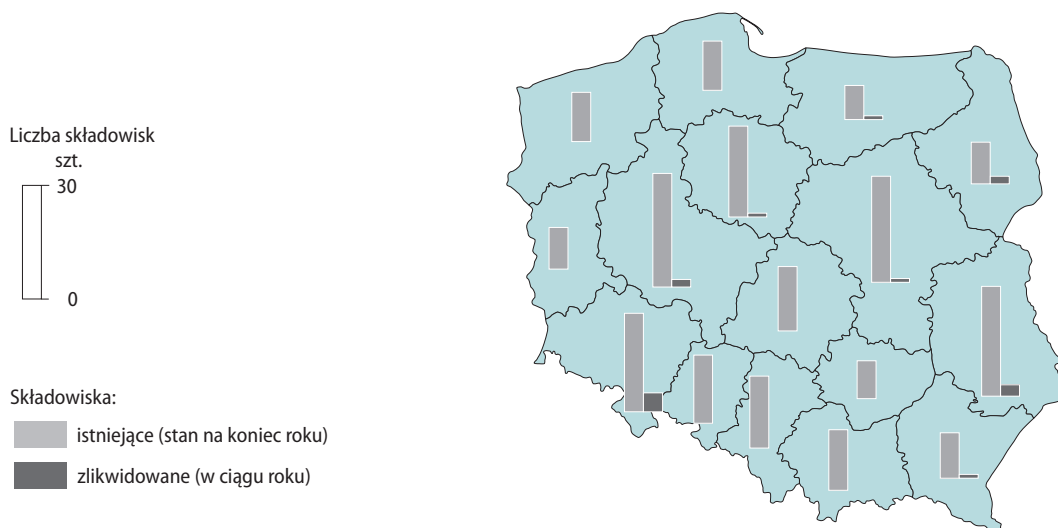 Liczba składowisk
szt.
30
0
Składowiska:
istniejące (stan na koniec roku)
zlikwidowane (w ciągu roku)